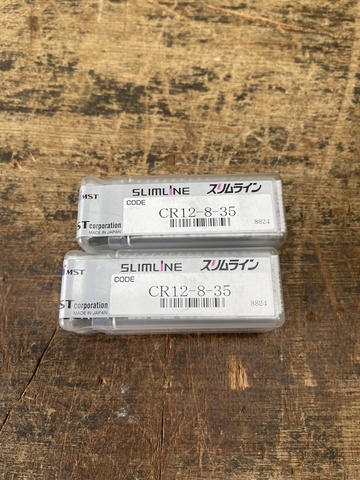 MST
SLIMLINE スリムライン
CODE
CR12-8-35
8824
ST corporation
MADE IN JAPAN
MST
SLIMLINE スリムライン
CODE
CR12-8-35
8824
ST corporation
MADE IN JAPAN